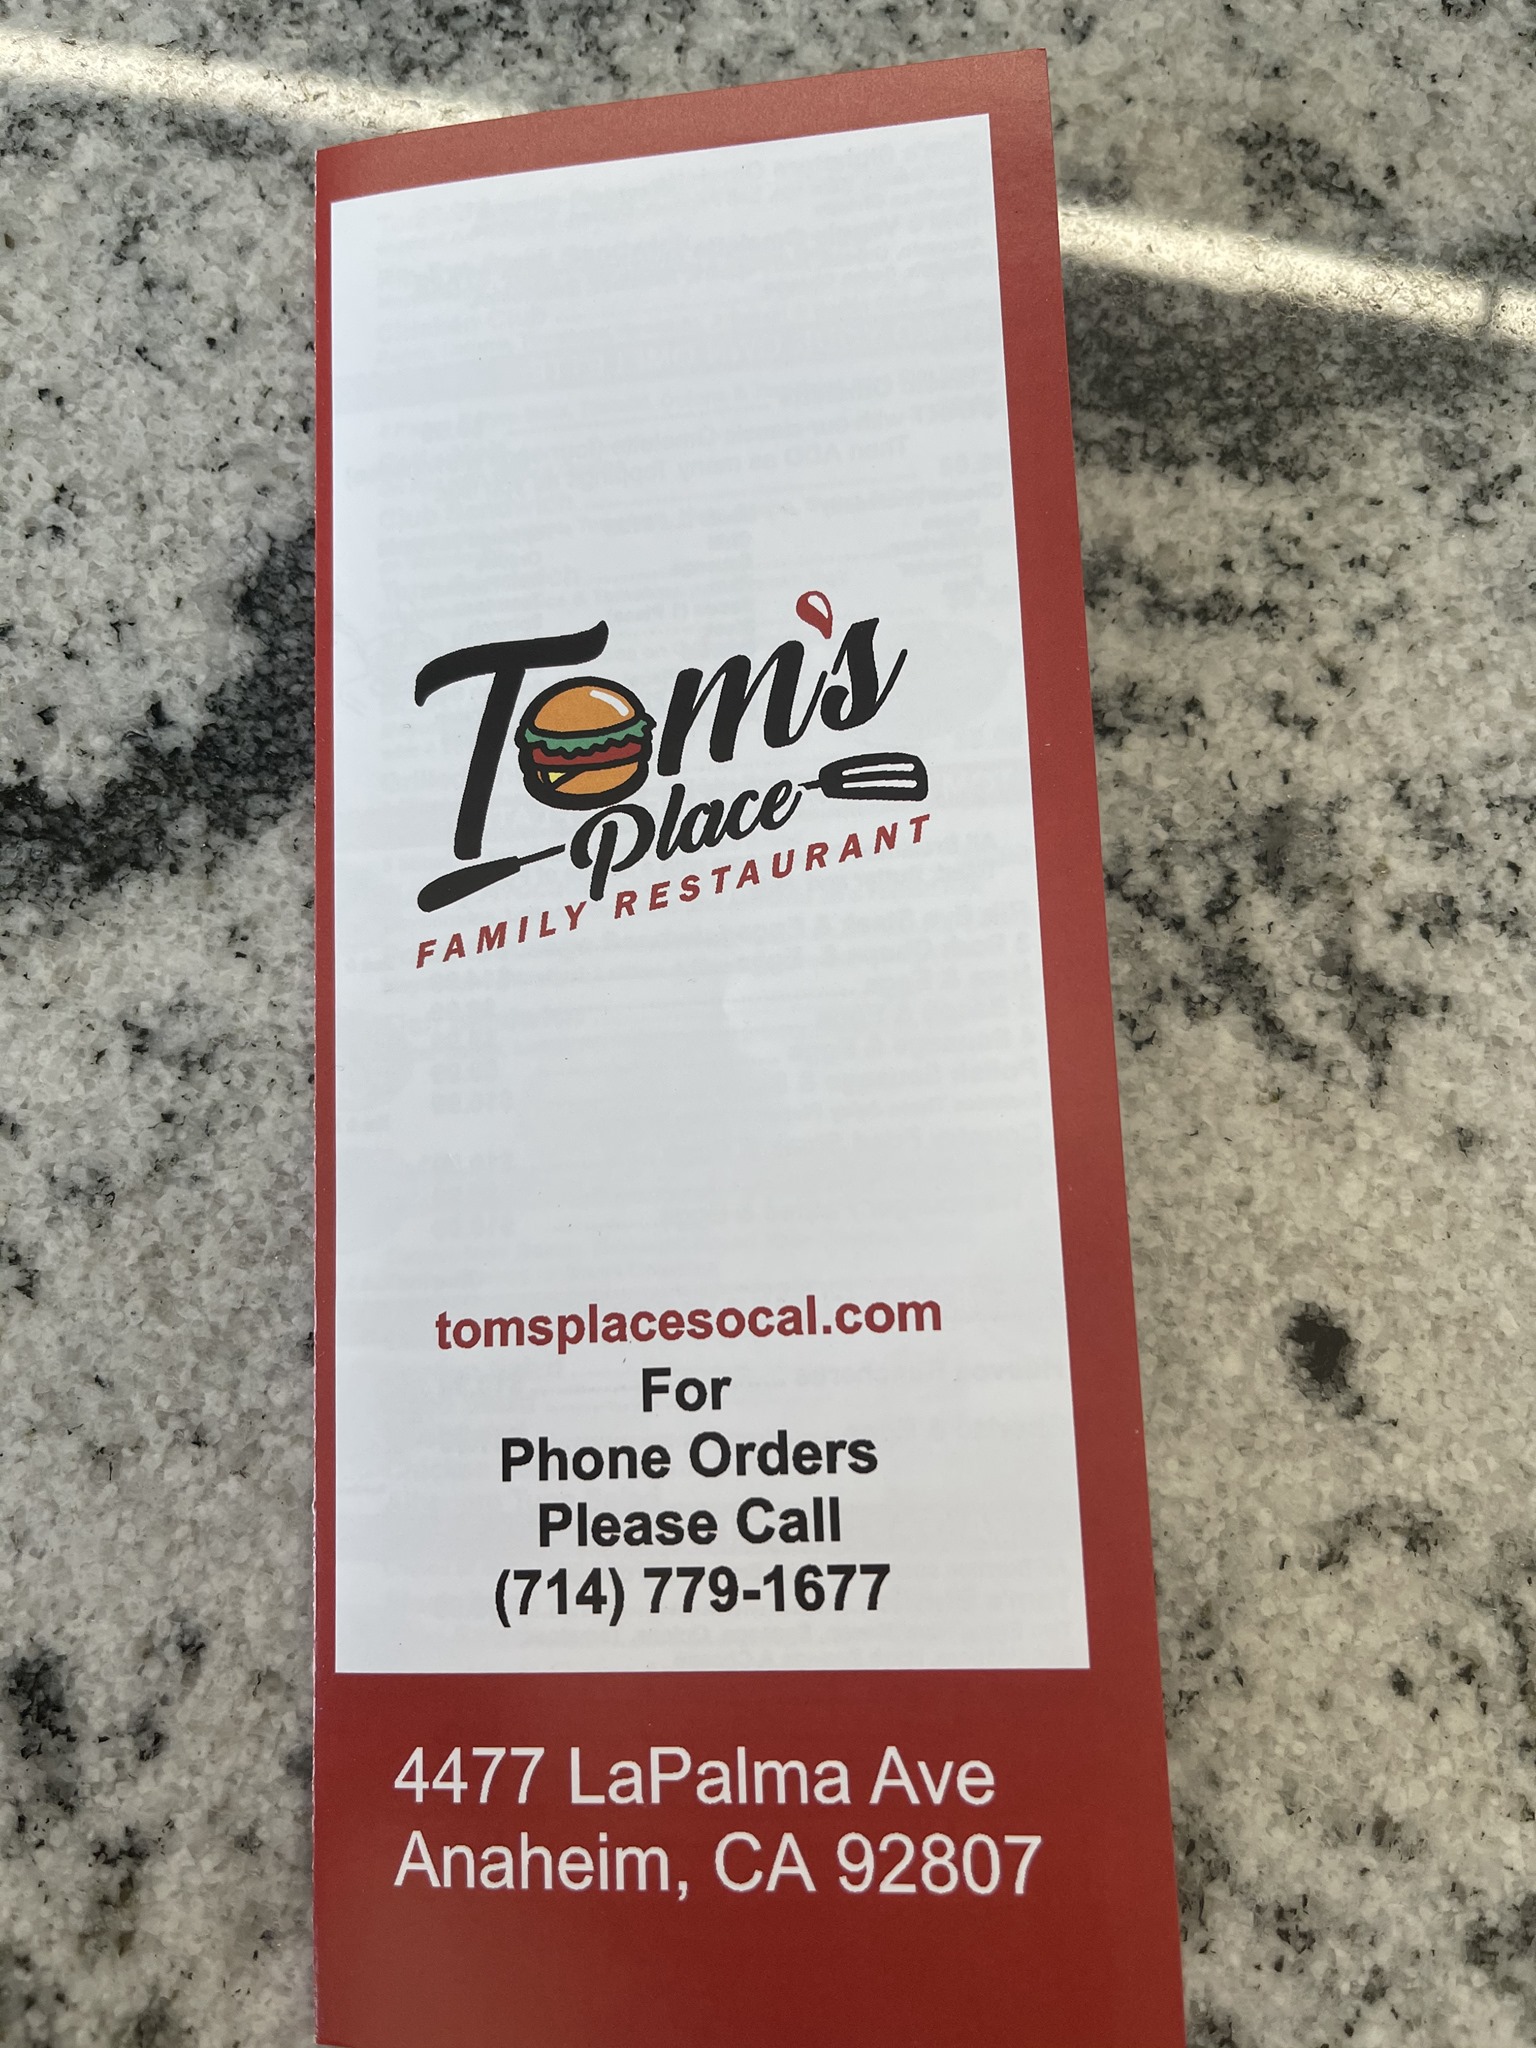 Tom's
Place
FAMILY RESTAURANT
tomsplacesocal.com
For
Phone Orders
Please Call
(714) 779-1677
4477 LaPalma Ave
Anaheim, CA 92807